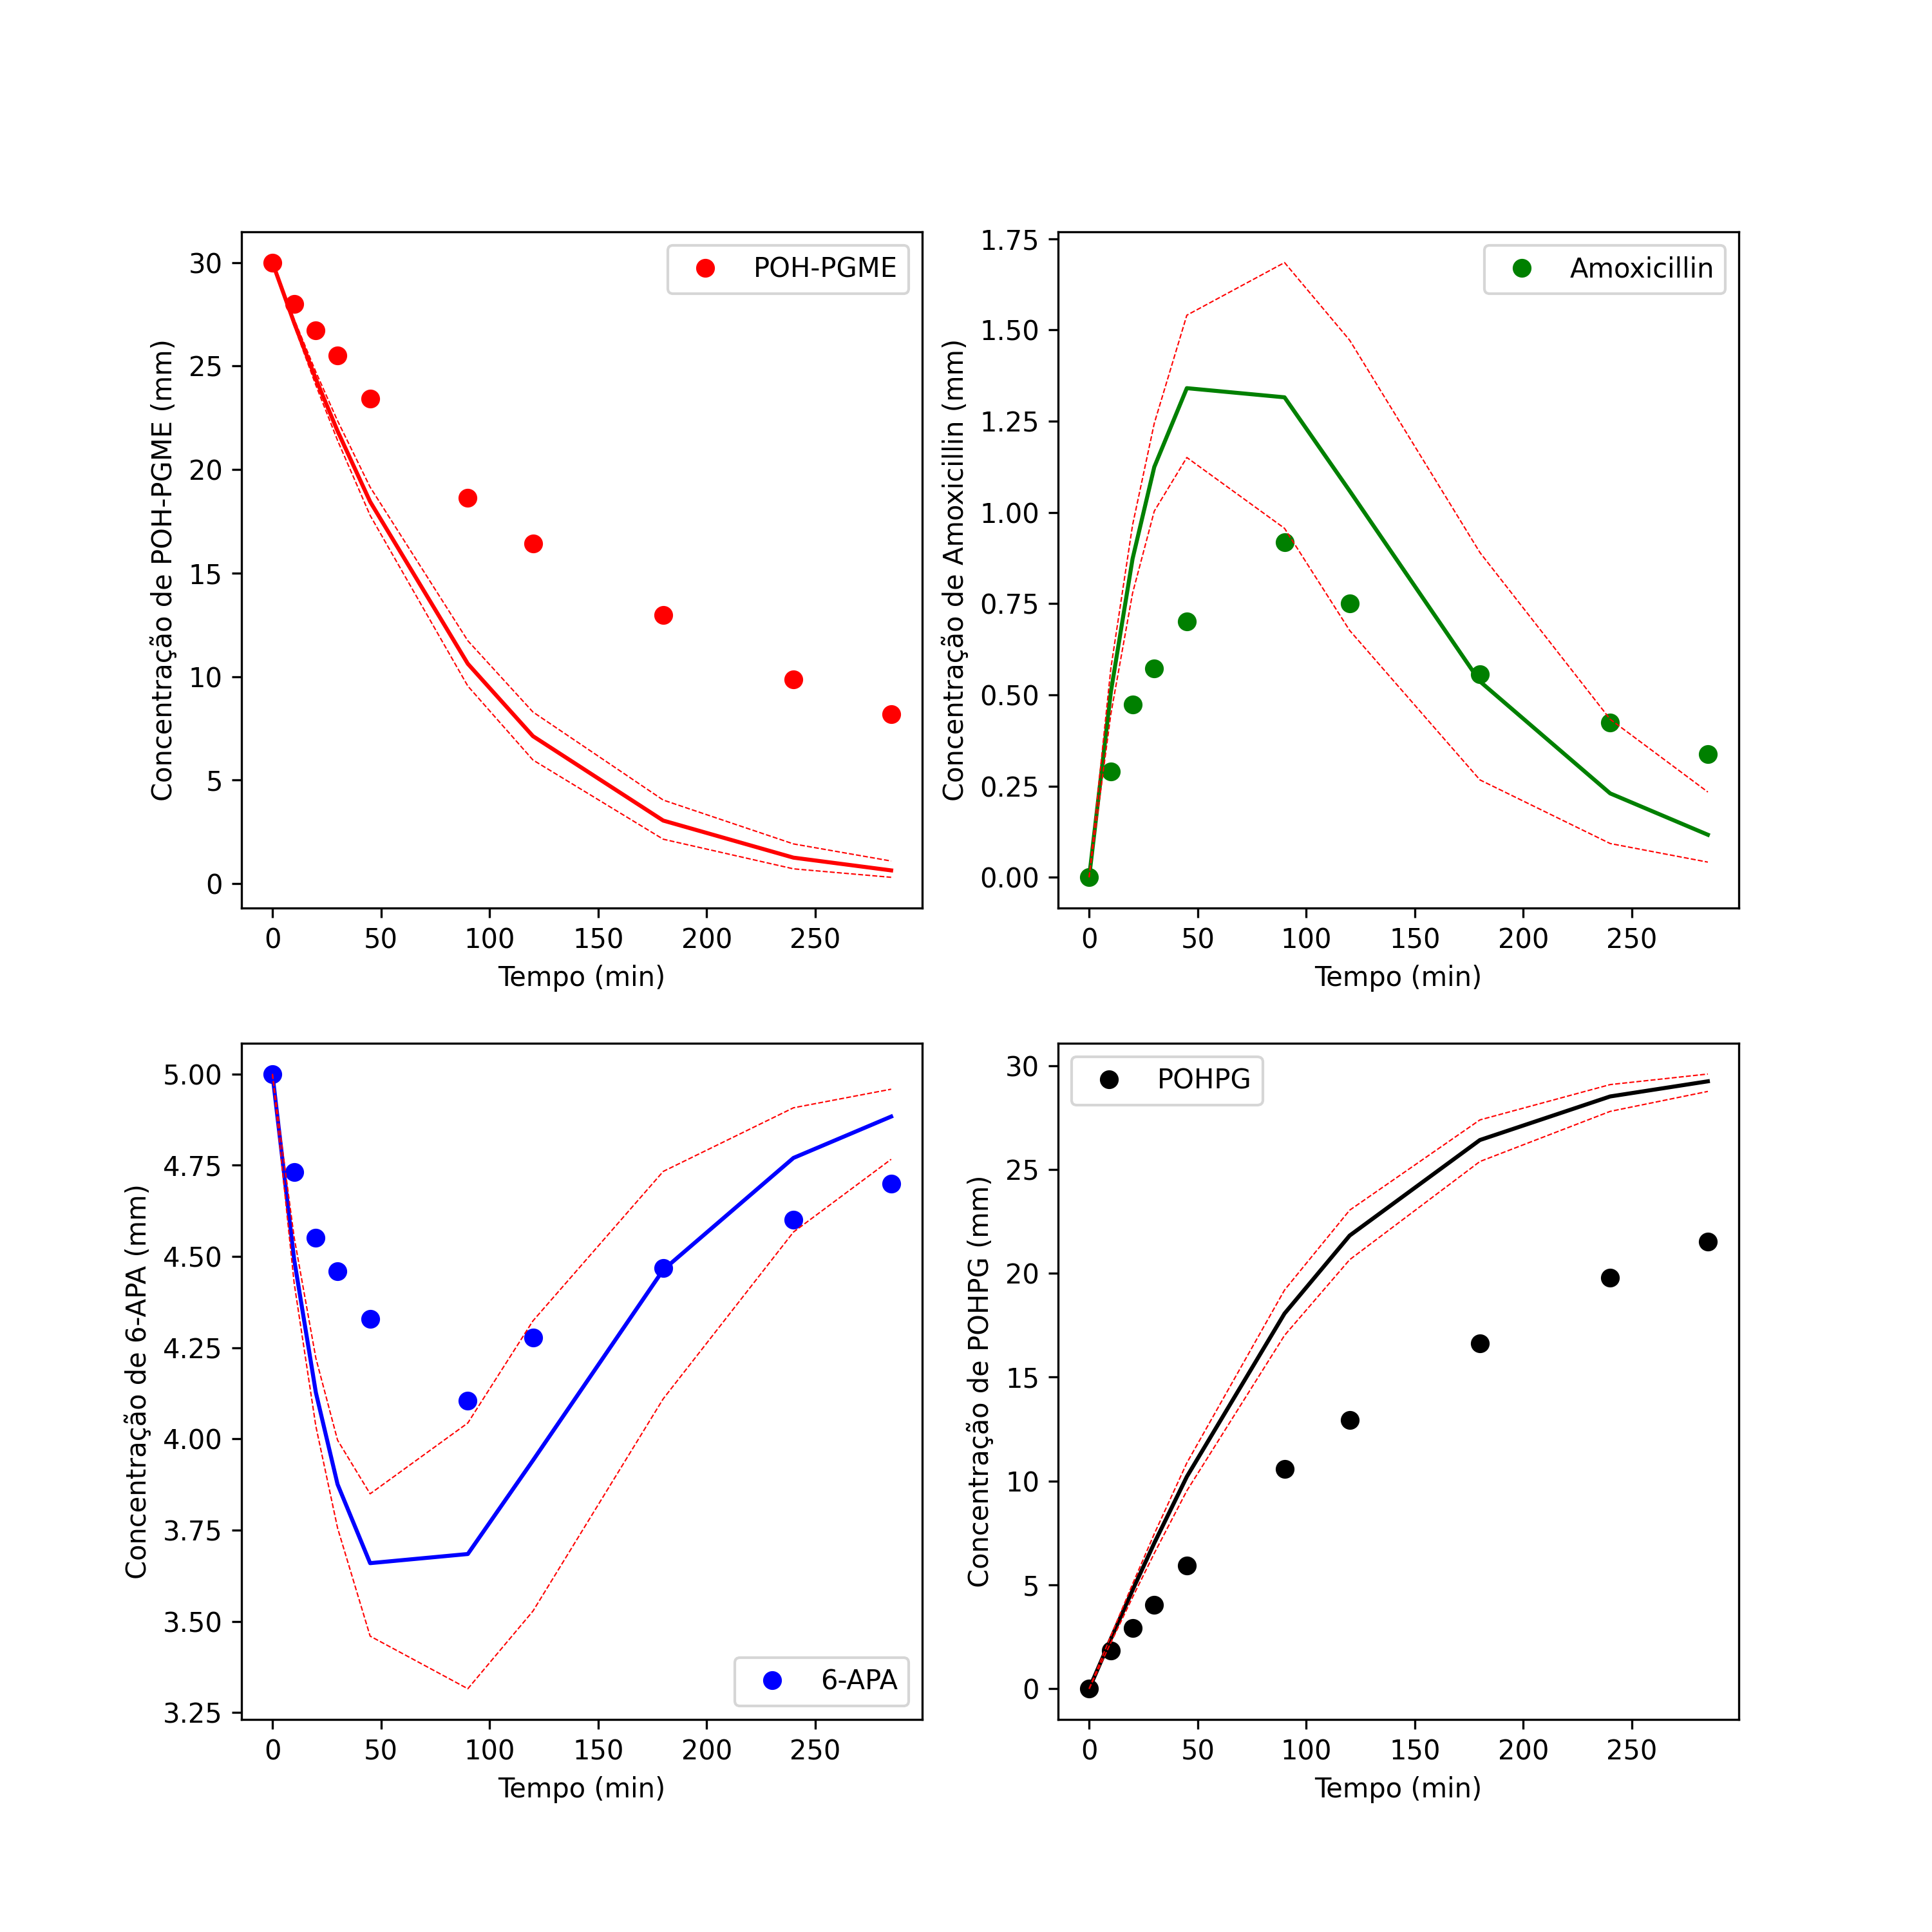 POH-PGME
Concentração de POH-PGME (mm)
30
25
20
15
10
5
0
0 50 100 150 200 250
Tempo (min)
Amoxicillin
Concentração de Amoxicillin (mm)
1.75
1.50
1.25
1.00
0.75
0.50
0.25
0.00
0 50 100 150 200 250
Tempo (min)
6-APA
Concentração de 6-APA (mm)
5.00
4.75
4.50
4.25
4.00
3.75
3.50
3.25
0 50 100 150 200 250
Tempo (min)
POHPG
Concentração de POHPG (mm)
30
25
20
15
10
5
0
0 50 100 150 200 250
Tempo (min)